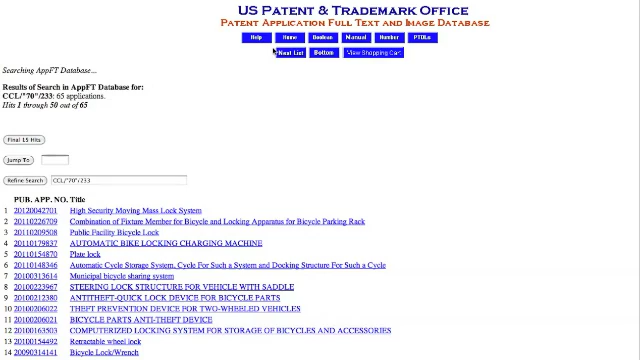 US PATENT & TRADEMARK OFFICE
PATENT APPLICATION FULL TEXT AND IMAGE DATABASE
Help Home Boolean Manual Number PTDLs
Next List Bottom View Shopping Cart
Searching AppFT Database...
Results of Search in AppFT Database for:
CCL/"70"/233: 65 applications.
Hits 1 through 50 out of 65
Final 15 Hits
Jump To
Refine Search CCL/"70"/233
PUB. APP. NO. Title
1 20120042701 High Security Moving Mass Lock System
2 20110226709 Combination of Fixture Member for Bicycle and Locking Apparatus for Bicycle Parking Rack
3 20110209508 Public Facility Bicycle Lock
4 20110179837 AUTOMATIC BIKE LOCKING CHARGING MACHINE
5 20110154870 Plate lock
6 20110148346 Automatic Cycle Storage System, Cycle For Such a System and Docking Structure For Such a Cycle
7 20100313614 Municipal bicycle sharing system
8 20100223967 STEERING LOCK STRUCTURE FOR VEHICLE WITH SADDLE
9 20100212380 ANTITHEFT-QUICK LOCK DEVICE FOR BICYCLE PARTS
10 20100206022 THEFT PREVENTION DEVICE FOR TWO-WHEELED VEHICLES
11 20100206021 BICYCLE PARTS ANTI-THEFT DEVICE
12 20100163503 COMPUTERIZED LOCKING SYSTEM FOR STORAGE OF BICYCLES AND ACCESSORIES
13 20100154492 Retractable wheel lock
14 20090314141 Bicycle Lock/Wrench